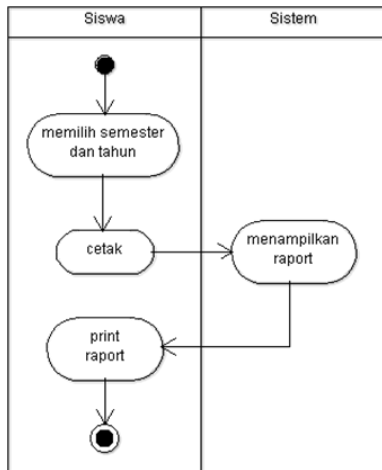 Siswa
Sistem
memilih semester
dan tahun
cetak
menampilkan
raport
print
raport